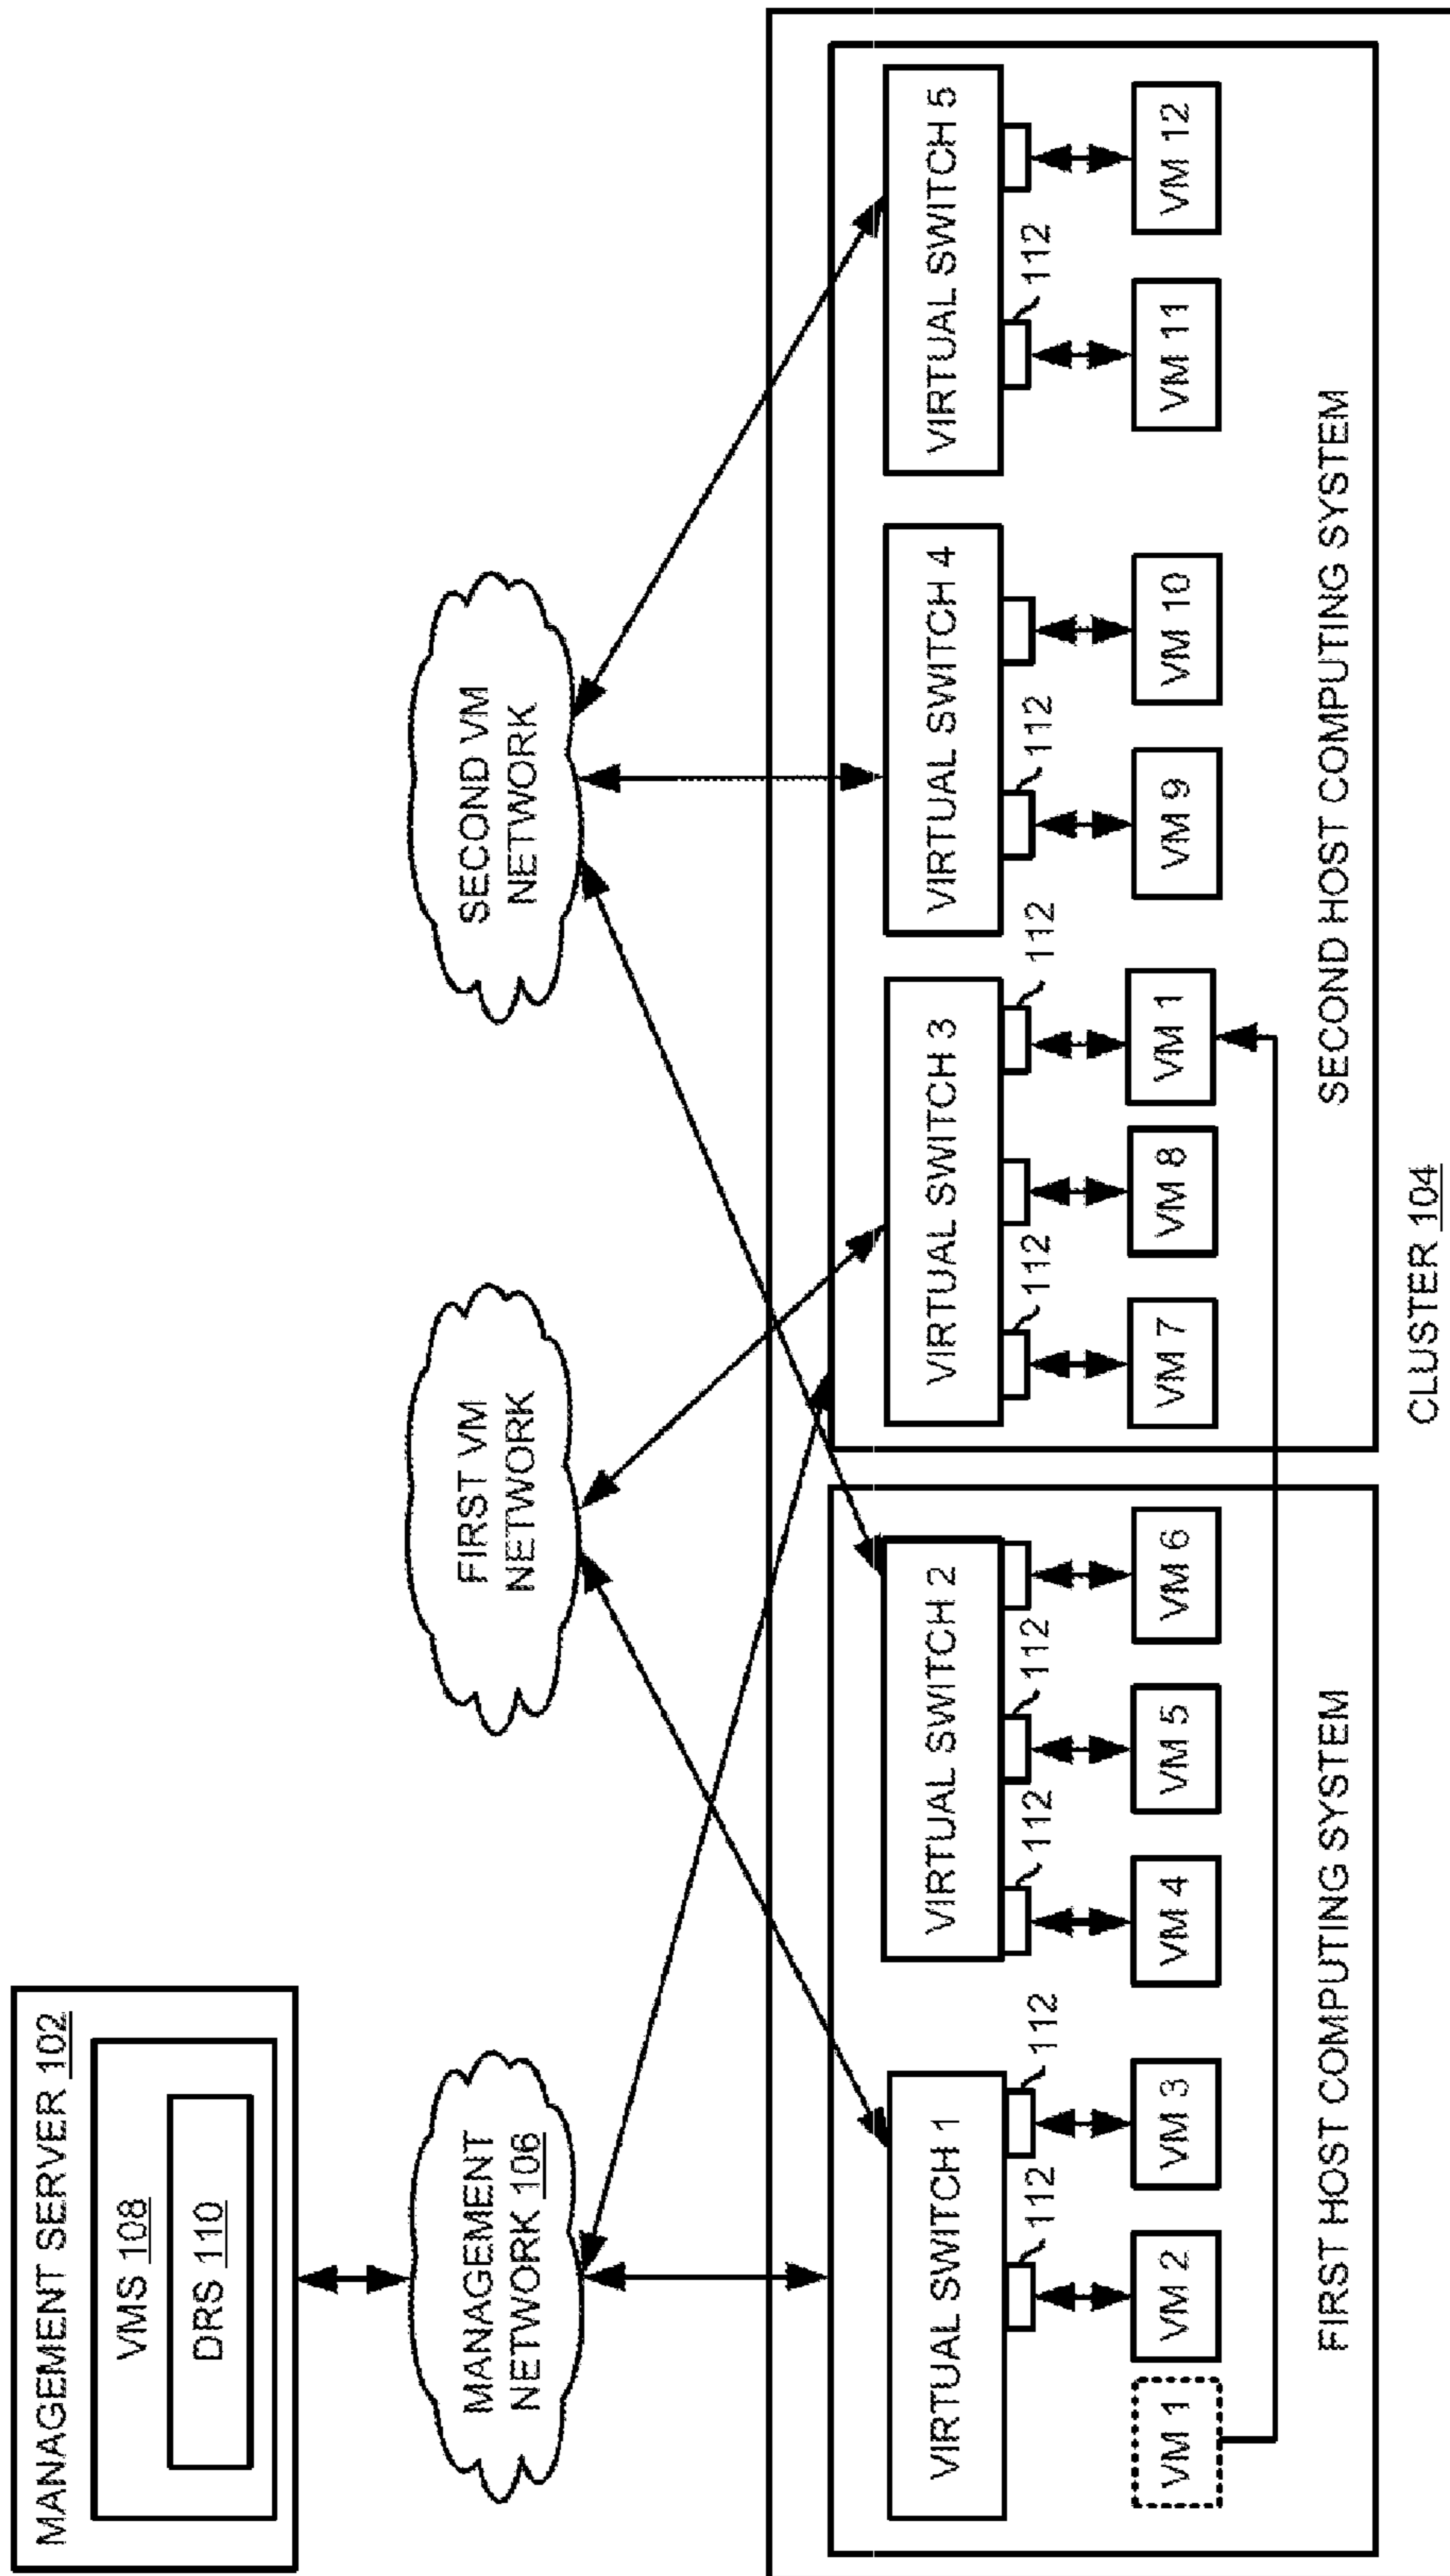 MANAGEMENT SERVER 102
VMS 108
DRS 110
MANAGEMENT
NETWORK 106
FIRST VM
NETWORK
SECOND VM
NETWORK
VIRTUAL SWITCH 1
112
112
VM 1
VM 2
VM 3
VIRTUAL SWITCH 2
112
112
VM 4
VM 5
VM 6
FIRST HOST COMPUTING SYSTEM
VIRTUAL SWITCH 3
112
112
VM 7
VM 8
VM 1
VIRTUAL SWITCH 4
112
VM 9
VM 10
VIRTUAL SWITCH 5
112
VM 11
VM 12
SECOND HOST COMPUTING SYSTEM
CLUSTER 104